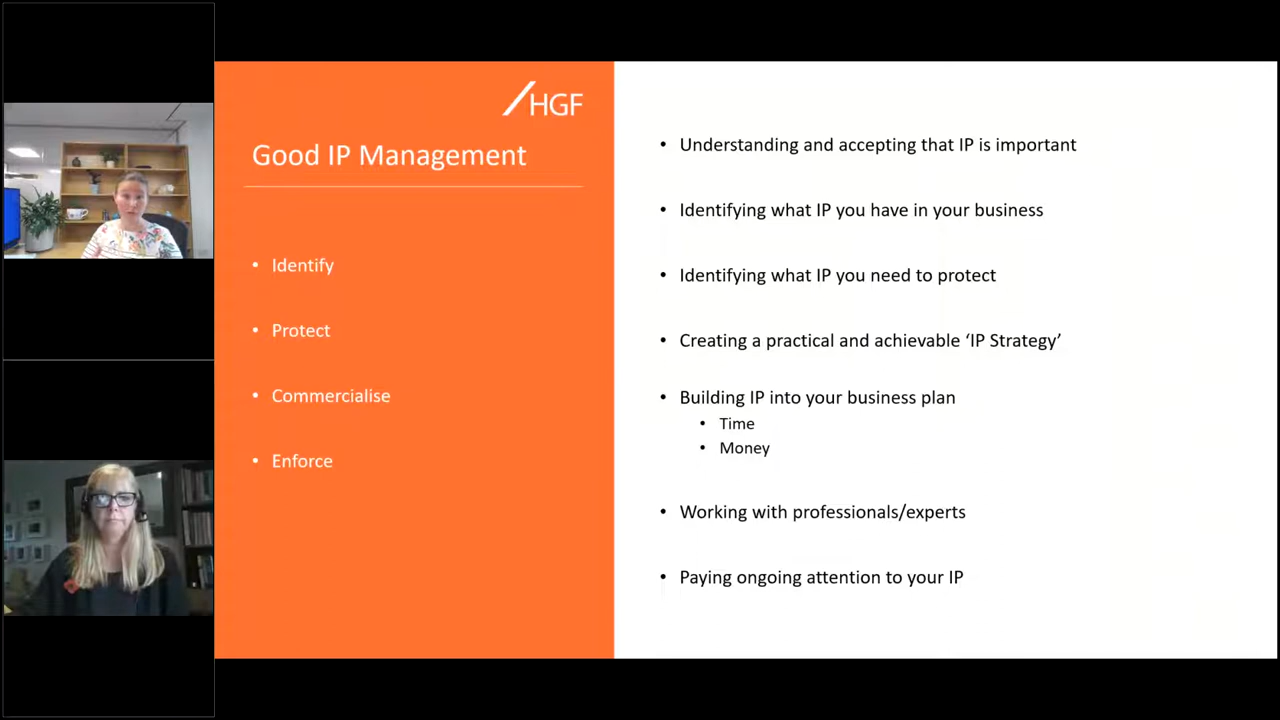 HGF
Good IP Management
• Identify
• Protect
• Commercialise
• Enforce
• Understanding and accepting that IP is important
• Identifying what IP you have in your business
• Identifying what IP you need to protect
• Creating a practical and achievable ‘IP Strategy’
• Building IP into your business plan
• Time
• Money
• Working with professionals/experts
• Paying ongoing attention to your IP